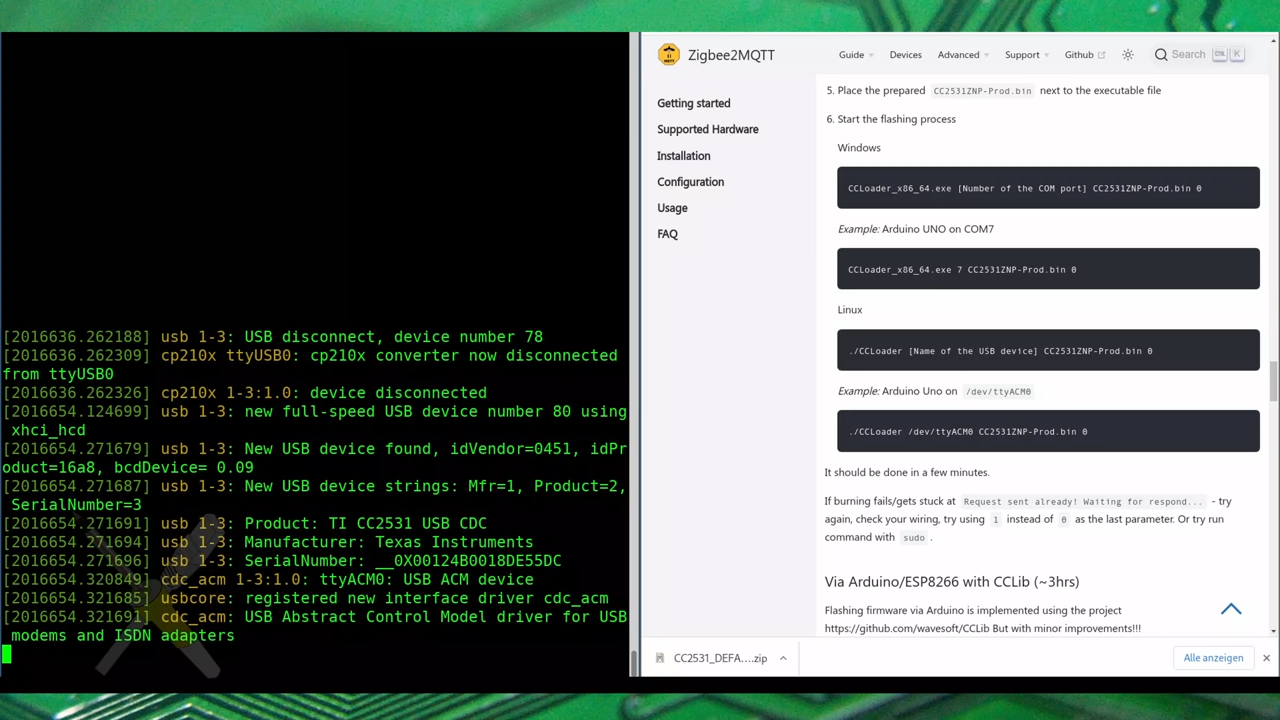 [2016636.262188] usb 1-3: USB disconnect, device number 78
[2016636.262309] cp210x ttyUSB0: cp210x converter now disconnected
from ttyUSB0
[2016636.262326] cp210x 1-3:1.0: device disconnected
[2016654.124699] usb 1-3: new full-speed USB device number 80 using
xhci_hcd
[2016654.271679] usb 1-3: New USB device found, idVendor=0451, idPr
oduct=16a8, bcdDevice= 0.09
[2016654.271687] usb 1-3: New USB device strings: Mfr=1, Product=2,
SerialNumber=3
[2016654.271691] usb 1-3: Product: TI CC2531 USB CDC
[2016654.271694] usb 1-3: Manufacturer: Texas Instruments
[2016654.271696] usb 1-3: SerialNumber: __0X00124B0018DE55DC
[2016654.320849] cdc_acm 1-3:1.0: ttyACM0: USB ACM device
[2016654.321685] usbcore: registered new interface driver cdc_acm
[2016654.321691] cdc_acm: USB Abstract Control Model driver for USB
modems and ISDN adapters
Zigbee2MQTT
Guide Devices Advanced Support Github Search CTRL K
Getting started
Supported Hardware
Installation
Configuration
Usage
FAQ
5. Place the prepared CC2531ZNP-Prod.bin next to the executable file
6. Start the flashing process
Windows
CCLoader_x86_64.exe [Number of the COM port] CC2531ZNP-Prod.bin 0
Example: Arduino UNO on COM7
CCLoader_x86_64.exe 7 CC2531ZNP-Prod.bin 0
Linux
./CCLoader [Name of the USB device] CC2531ZNP-Prod.bin 0
Example: Arduino Uno on /dev/ttyACM0
./CCLoader /dev/ttyACM0 CC2531ZNP-Prod.bin 0
It should be done in a few minutes.
If burning fails/gets stuck at Request sent already! Waiting for respond... - try
again, check your wiring, try using 1 instead of 0 as the last parameter. Or try run
command with sudo .
Via Arduino/ESP8266 with CCLib (~3hrs)
Flashing firmware via Arduino is implemented using the project
https://github.com/wavesoft/CCLib But with minor improvements!!!
CC2531_DEFA....zip
Alle anzeigen